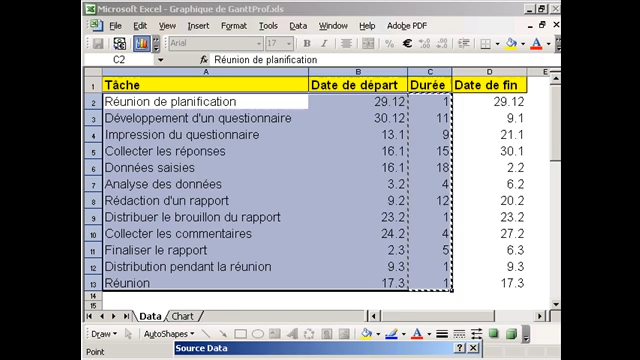 Microsoft Excel - Graphique de GanttProf.xls
File Edit View Insert Format Tools Data Window Help Adobe PDF
Arial 10 B I U
C2 fx Réunion de planification
A B C D E
1 Tâche Date de départ Durée Date de fin
2 Réunion de planification 29.12 1 29.12
3 Développement d'un questionnaire 30.12 11 9.1
4 Impression du questionnaire 13.1 9 21.1
5 Collecter les réponses 16.1 15 30.1
6 Données saisies 16.1 18 2.2
7 Analyse des données 3.2 4 6.2
8 Rédaction d'un rapport 9.2 12 20.2
9 Distribuer le brouillon du rapport 23.2 1 23.2
10 Collecter les commentaires 24.2 4 27.2
11 Finaliser le rapport 2.3 5 6.3
12 Distribution pendant la réunion 9.3 1 9.3
13 Réunion 17.3 1 17.3
14
15
Data Chart
Draw AutoShapes
Point
Source Data